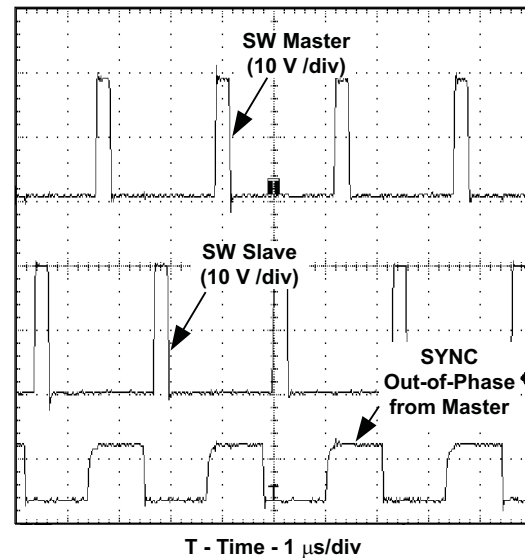 SW Master
(10 V /div)
SW Slave
(10 V /div)
SYNC
Out-of-Phase
from Master
T - Time - 1 μs/div